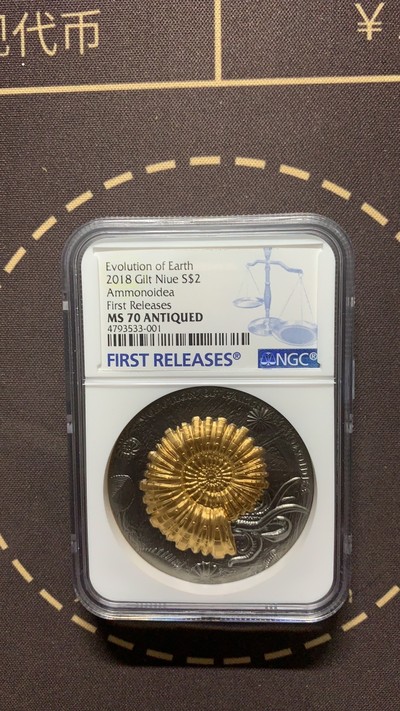 代币
¥
Evolution of Earth
2018 Gilt Niue S$2
Ammonoidea
First Releases
MS 70 ANTIQUED
4793533-001
FIRST RELEASES®
NGC®